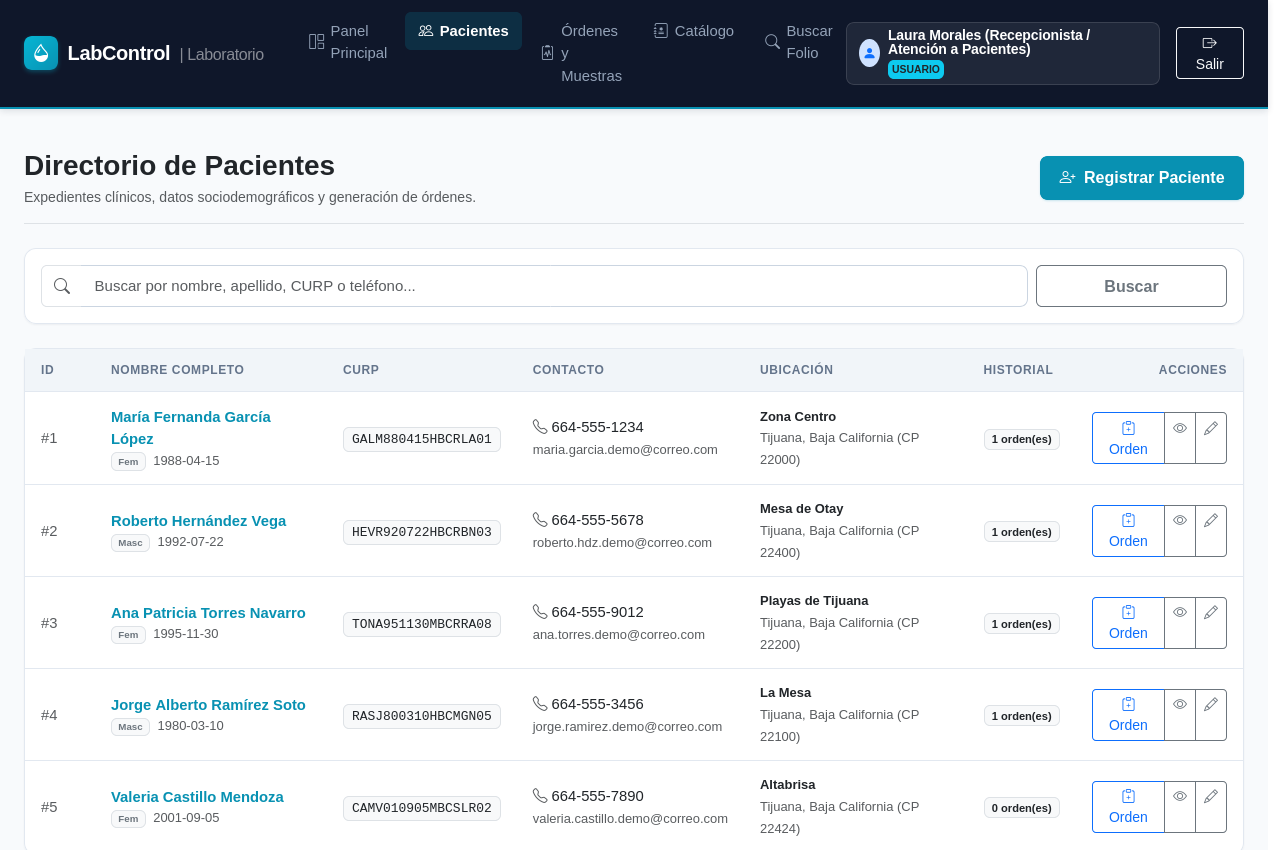 LabControl | Laboratorio
Panel
Principal
Pacientes
Órdenes
y
Muestras
Catálogo
Buscar
Folio
Laura Morales (Recepcionista /
Atención a Pacientes)
USUARIO
Salir
Directorio de Pacientes
Expedientes clínicos, datos sociodemográficos y generación de órdenes.
Registrar Paciente
Buscar por nombre, apellido, CURP o teléfono...
Buscar
ID NOMBRE COMPLETO CURP CONTACTO UBICACIÓN HISTORIAL ACCIONES
#1
María Fernanda García
López
Fem 1988-04-15
GALM880415HBCRLA01
664-555-1234
maria.garcia.demo@correo.com
Zona Centro
Tijuana, Baja California (CP
22000)
1 orden(es)
Orden
#2
Roberto Hernández Vega
Masc 1992-07-22
HEVR920722HBCRBN03
664-555-5678
roberto.hdz.demo@correo.com
Mesa de Otay
Tijuana, Baja California (CP
22400)
1 orden(es)
Orden
#3
Ana Patricia Torres Navarro
Fem 1995-11-30
TONA951130MBCRRA08
664-555-9012
ana.torres.demo@correo.com
Playas de Tijuana
Tijuana, Baja California (CP
22200)
1 orden(es)
Orden
#4
Jorge Alberto Ramírez Soto
Masc 1980-03-10
RASJ800310HBCMGN05
664-555-3456
jorge.ramirez.demo@correo.com
La Mesa
Tijuana, Baja California (CP
22100)
1 orden(es)
Orden
#5
Valeria Castillo Mendoza
Fem 2001-09-05
CAMV010905MBCSLR02
664-555-7890
valeria.castillo.demo@correo.com
Altabrisa
Tijuana, Baja California (CP
22424)
0 orden(es)
Orden